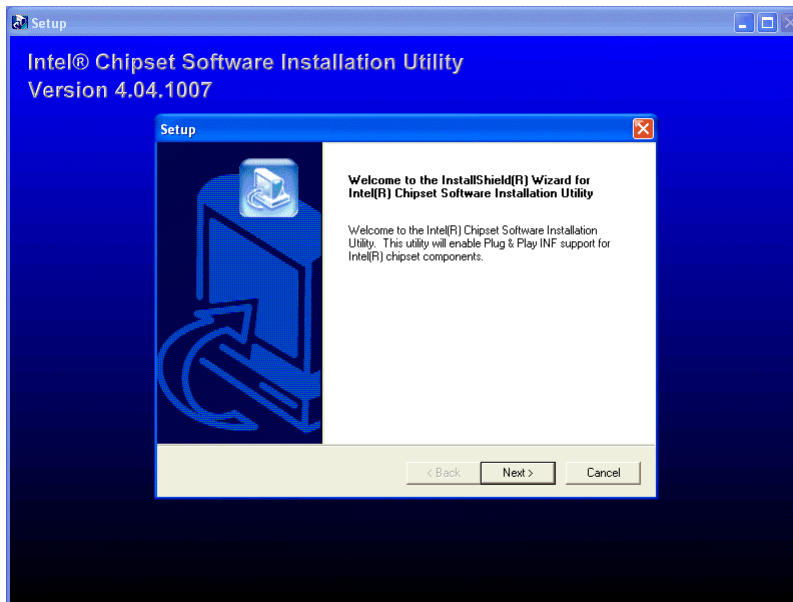 Setup
Intel® Chipset Software Installation Utility
Version 4.04.1007
Setup
Welcome to the InstallShield(R) Wizard for
Intel(R) Chipset Software Installation Utility
Welcome to the Intel(R) Chipset Software Installation
Utility. This utility will enable Plug & Play INF support for
Intel(R) chipset components.
< Back
Next >
Cancel